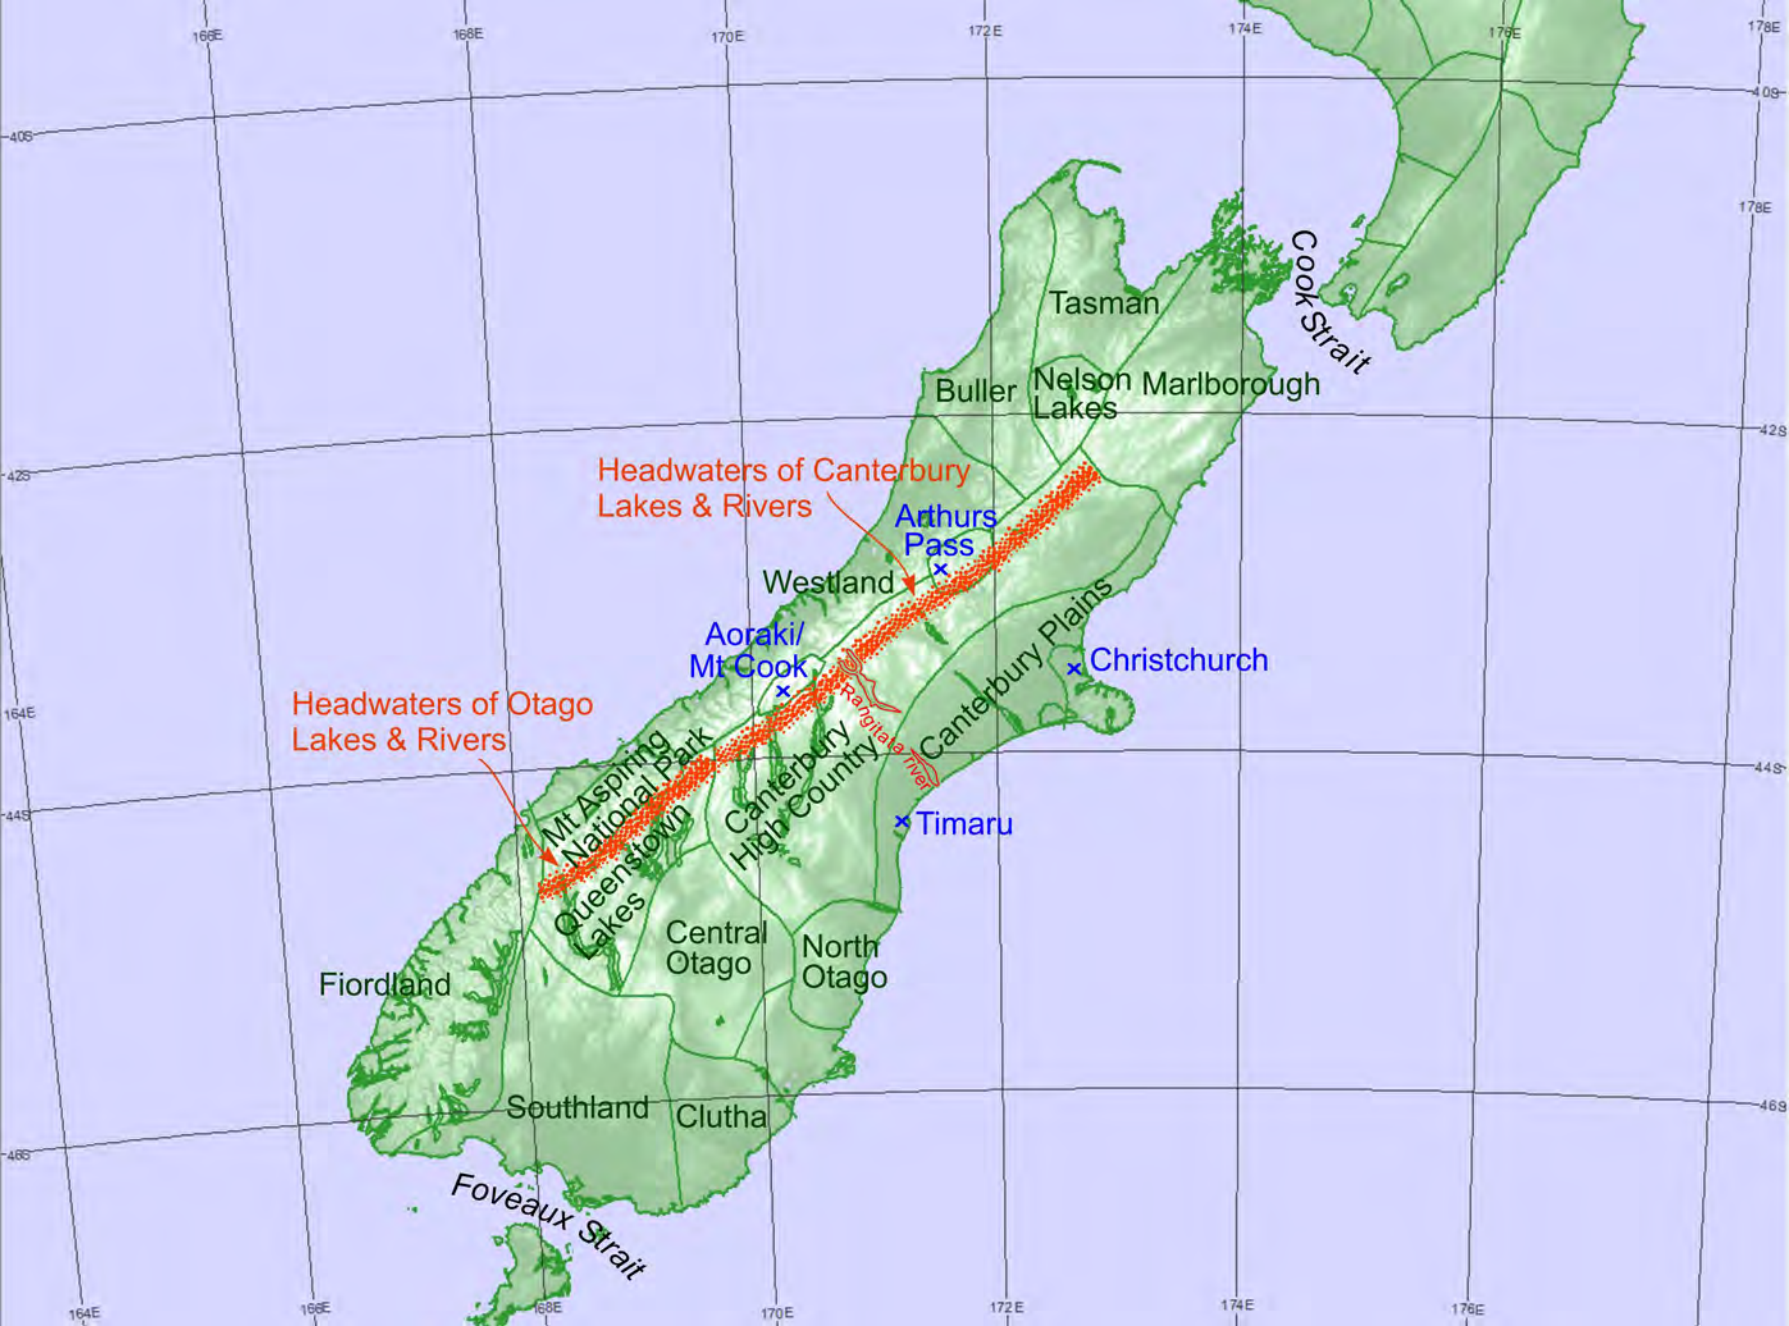 166E
168E
170E
172E
174E
176E
178E
40S
40S
178E
Cook Strait
Tasman
Buller
Nelson
Lakes
Marlborough
42S
42S
Headwaters of Canterbury
Lakes & Rivers
Arthurs
Pass
Westland
Canterbury Plains
Aoraki/
Mt Cook
Christchurch
Rangitata river
Headwaters of Otago
Lakes & Rivers
164E
Mt Aspiring
National Park
Canterbury
High Country
44S
44S
Timaru
Queenstown
Lakes
Central
Otago
North
Otago
Fiordland
Southland
Clutha
46S
46S
Foveaux Strait
164E
166E
168E
170E
172E
174E
176E